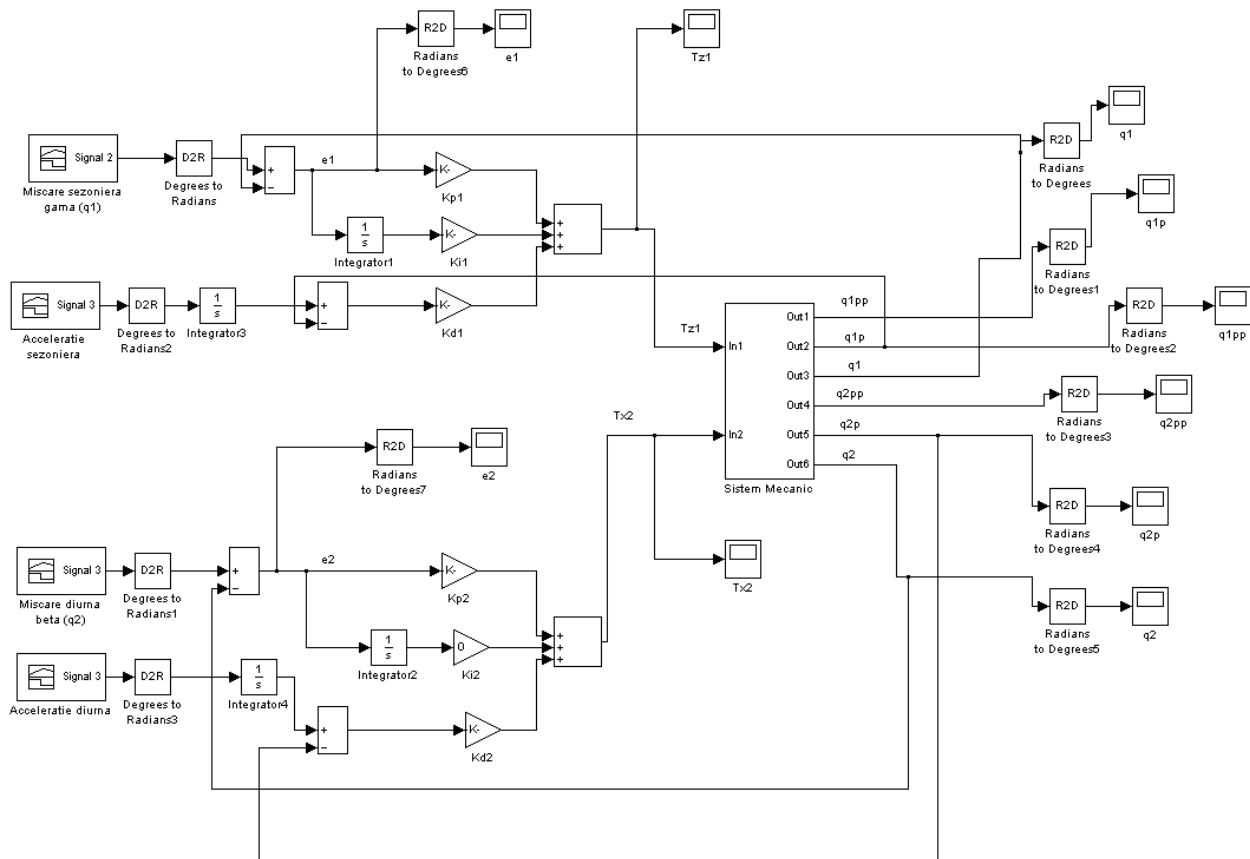 R2D
Radians
to Degrees6
e1
Tz1
Signal 2
Miscare sezoniera
gama (q1)
D2R
Degrees to
Radians
+
−
e1
K-
Kp1
1
s
Integrator1
K-
Ki1
+
+
+
R2D
Radians
to Degrees
q1
R2D
Radians
to Degrees1
q1p
Signal 3
Acceleratie
sezoniera
D2R
Degrees to
Radians2
1
s
Integrator3
+
−
K-
Kd1
Tz1
In1
In2
Out1
Out2
Out3
Out4
Out5
Out6
Sistem Mecanic
q1pp
q1p
q1
q2pp
q2p
q2
R2D
Radians
to Degrees2
q1pp
R2D
Radians
to Degrees3
q2pp
Tx2
R2D
Radians
to Degrees7
e2
R2D
Radians
to Degrees4
q2p
Signal 3
Miscare diurna
beta (q2)
D2R
Degrees to
Radians1
+
−
e2
K-
Kp2
Tx2
1
s
Integrator2
0
Ki2
+
+
+
R2D
Radians
to Degrees5
q2
Signal 3
Acceleratie diurna
D2R
Degrees to
Radians3
1
s
Integrator4
+
−
K-
Kd2